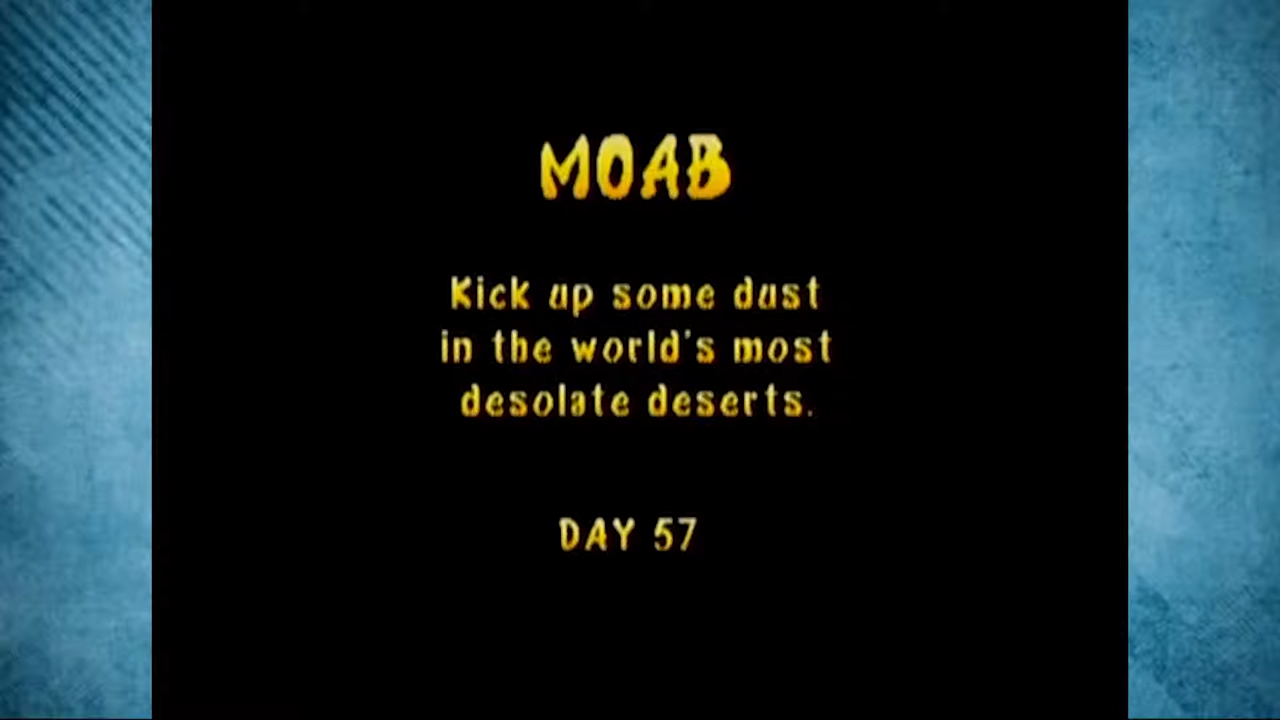 MOAB
Kick up some dust
in the world's most
desolate deserts.
DAY 57